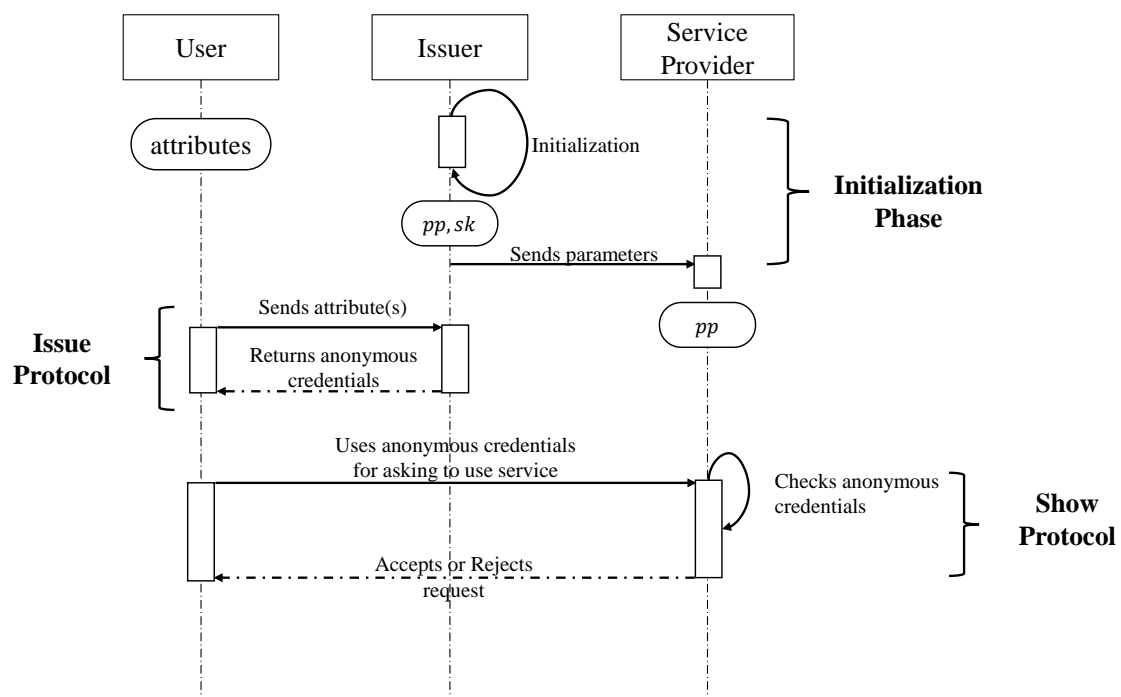 User
Issuer
Service
Provider
attributes
Initialization
Initialization
Phase
𝑝𝑝, 𝑠𝑘
Sends parameters
Sends attribute(s)
𝑝𝑝
Issue
Protocol
Returns anonymous
credentials
Uses anonymous credentials
for asking to use service
Checks anonymous
credentials
Show
Protocol
Accepts or Rejects
request